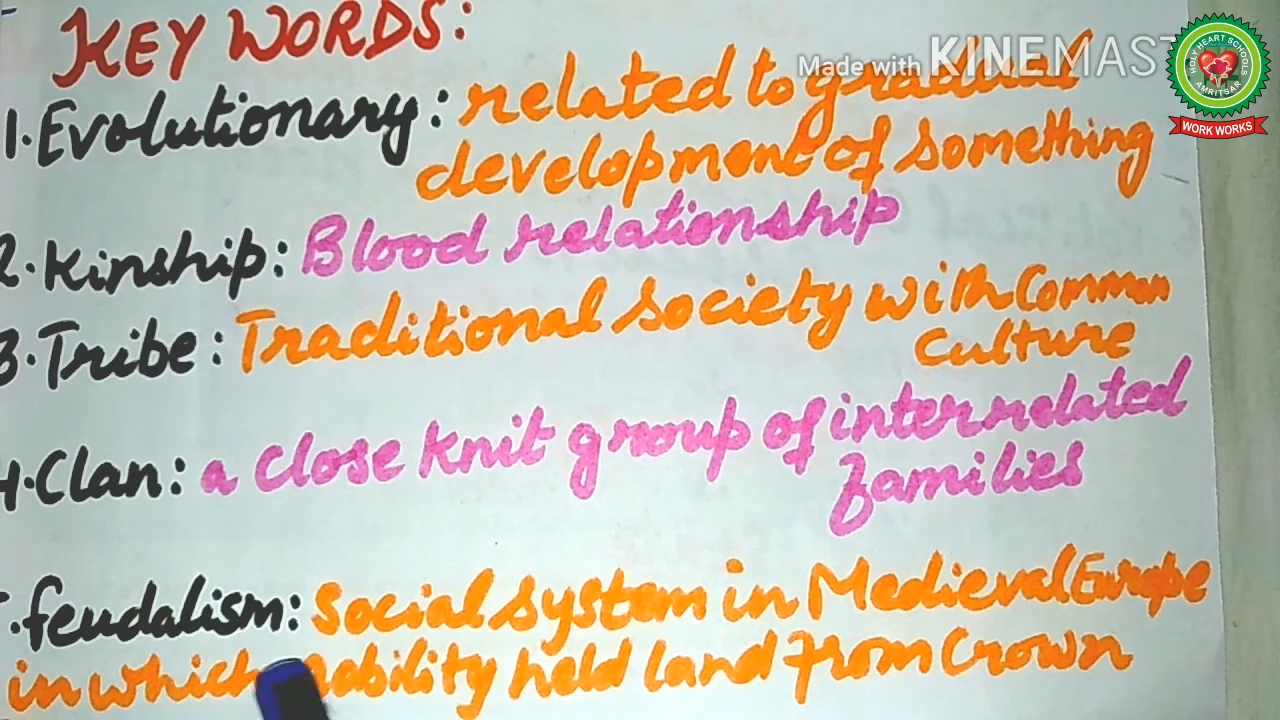 KEY WORDS:
Made with KINEMAST
HOLY HEART SCHOOLS
AMRITSAR
WORK WORKS
1. Evolutionary: related to gradual
development of something
2. Kinship: Blood relationship
3. Tribe: Traditional society with Common
Culture
4. Clan: a close knit group of interrelated
families
feudalism: Social system in Medieval Europe
in which nobility held land from Crown